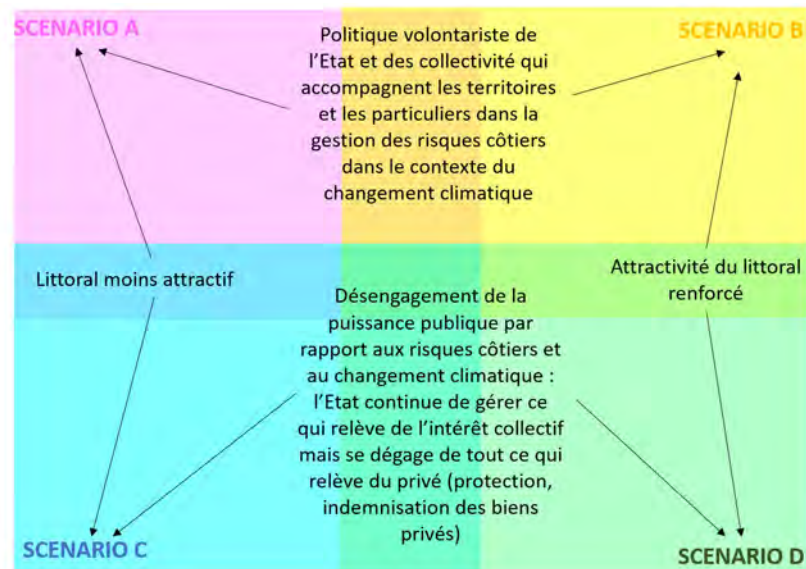 SCENARIO A
Politique volontariste de
l'Etat et des collectivité qui
accompagnent les territoires
et les particuliers dans la
gestion des risques côtiers
dans le contexte du
changement climatique
SCENARIO B
Littoral moins attractif
Attractivité du littoral
renforcé
Désengagement de la
puissance publique par
rapport aux risques côtiers et
au changement climatique :
l'Etat continue de gérer ce
qui relève de l'intérêt collectif
mais se dégage de tout ce qui
relève du privé (protection,
indemnisation des biens
privés)
SCENARIO C
SCENARIO D